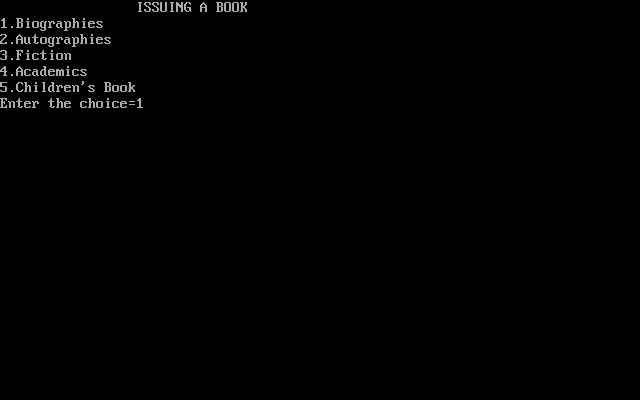 ISSUING A BOOK
1.Biographies
2.Autographies
3.Fiction
4.Academics
5.Children's Book
Enter the choice=1